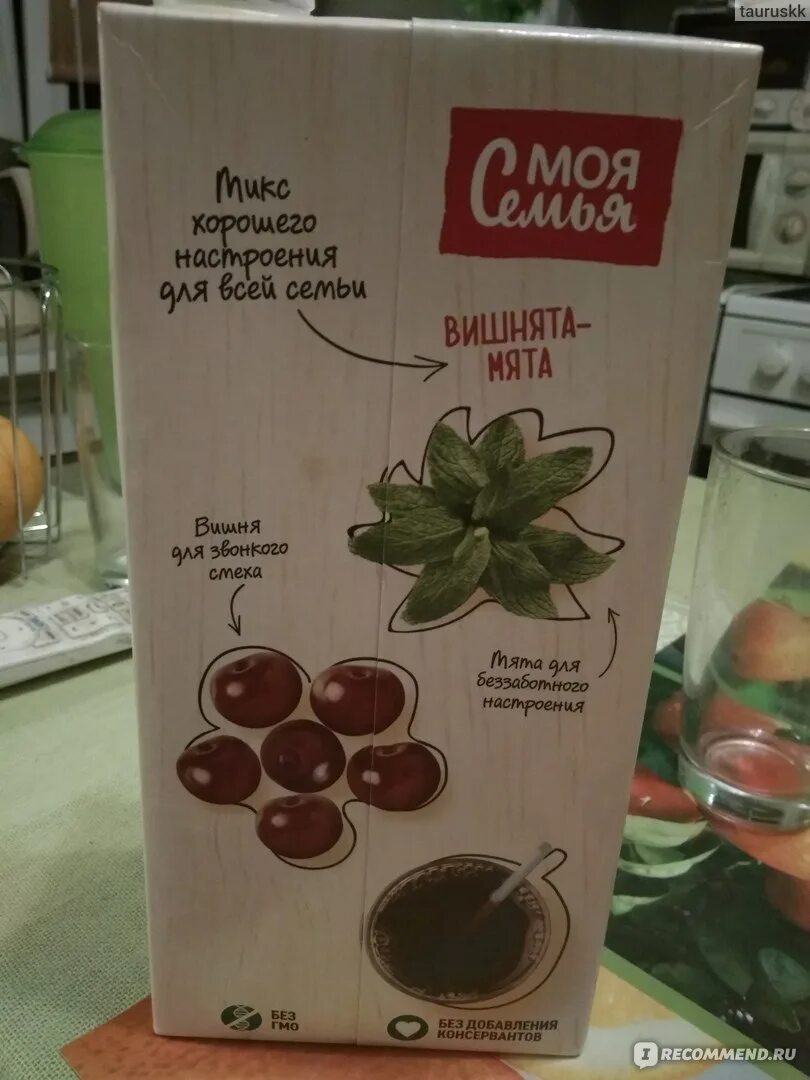 tauruskk
Микс
хорошего
настроения
для всей семьи
МОЯ
Семья
ВИШНЯТА-
МЯТА
Вишня
для звонкого
смеха
Мята для
беззаботного
настроения
БЕЗ
ГМО
БЕЗ ДОБАВЛЕНИЯ
КОНСЕРВАНТОВ
IRECOMMEND.RU